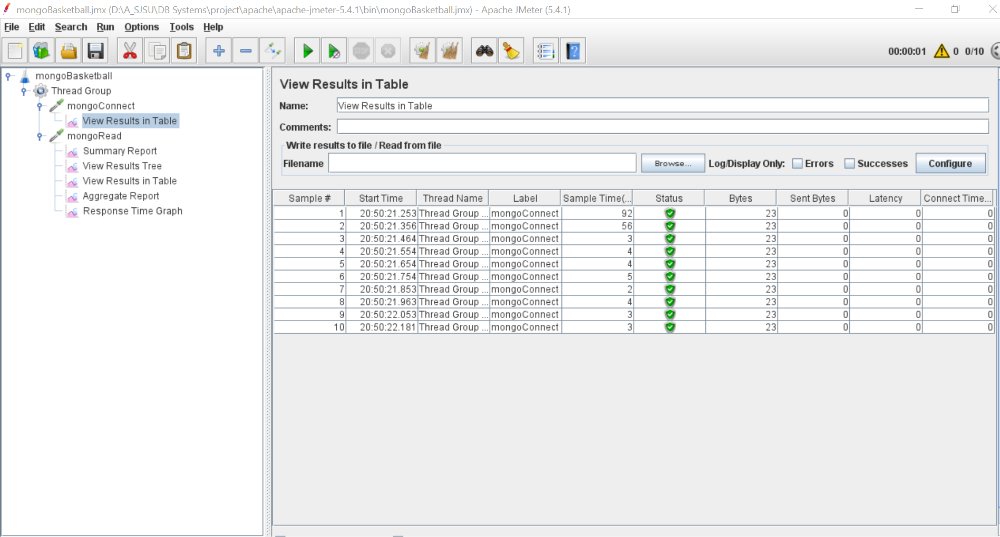 mongoBasketball.jmx (D:\A_SJSU\DB Systems\project\apache\apache-jmeter-5.4.1\bin\mongoBasketball.jmx) - Apache JMeter (5.4.1)
File Edit Search Run Options Tools Help
STOP
00:00:01 0 0/10
mongoBasketball
Thread Group
mongoConnect
View Results in Table
mongoRead
Summary Report
View Results Tree
View Results in Table
Aggregate Report
Response Time Graph
View Results in Table
Name: View Results in Table
Comments:
Write results to file / Read from file
Filename Browse... Log/Display Only: Errors Successes Configure
Sample # Start Time Thread Name Label Sample Time(... Status Bytes Sent Bytes Latency Connect Time...
1 20:50:21.253 Thread Group ... mongoConnect 92 23 0 0 0
2 20:50:21.356 Thread Group ... mongoConnect 56 23 0 0 0
3 20:50:21.464 Thread Group ... mongoConnect 3 23 0 0 0
4 20:50:21.554 Thread Group ... mongoConnect 4 23 0 0 0
5 20:50:21.654 Thread Group ... mongoConnect 4 23 0 0 0
6 20:50:21.754 Thread Group ... mongoConnect 5 23 0 0 0
7 20:50:21.853 Thread Group ... mongoConnect 2 23 0 0 0
8 20:50:21.963 Thread Group ... mongoConnect 4 23 0 0 0
9 20:50:22.053 Thread Group ... mongoConnect 3 23 0 0 0
10 20:50:22.181 Thread Group ... mongoConnect 3 23 0 0 0